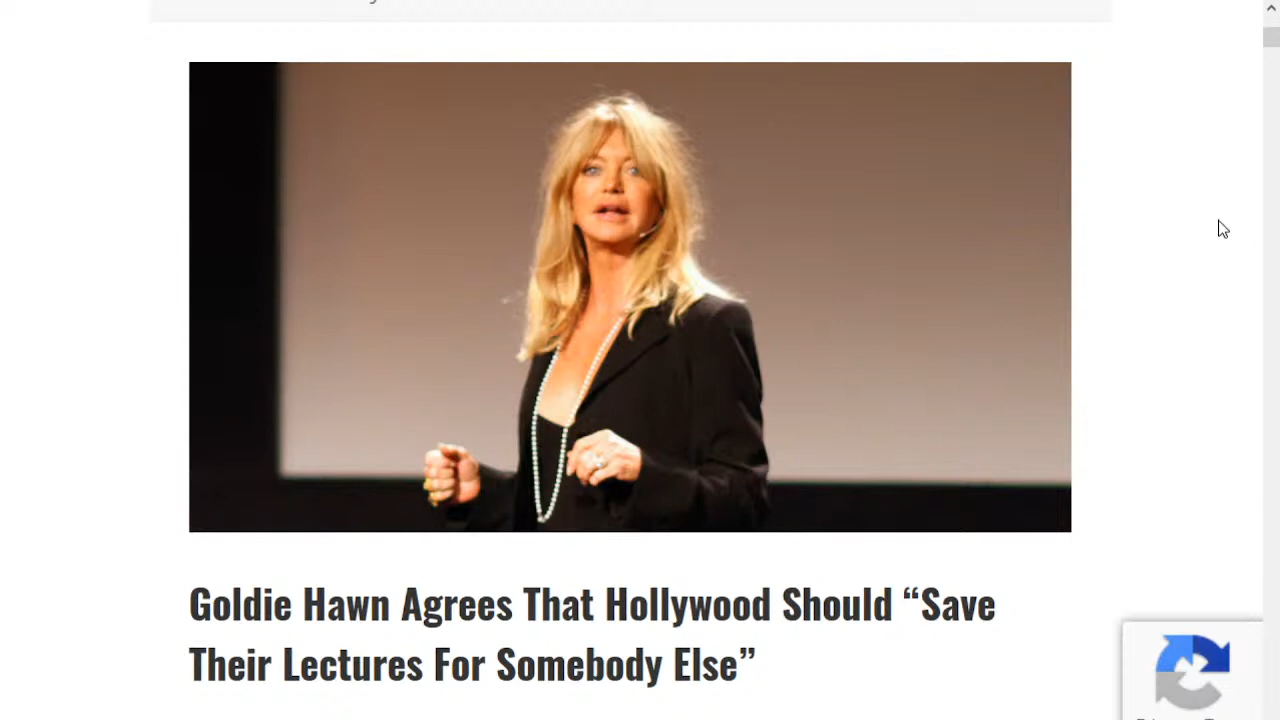 Goldie Hawn Agrees That Hollywood Should “Save
Their Lectures For Somebody Else”